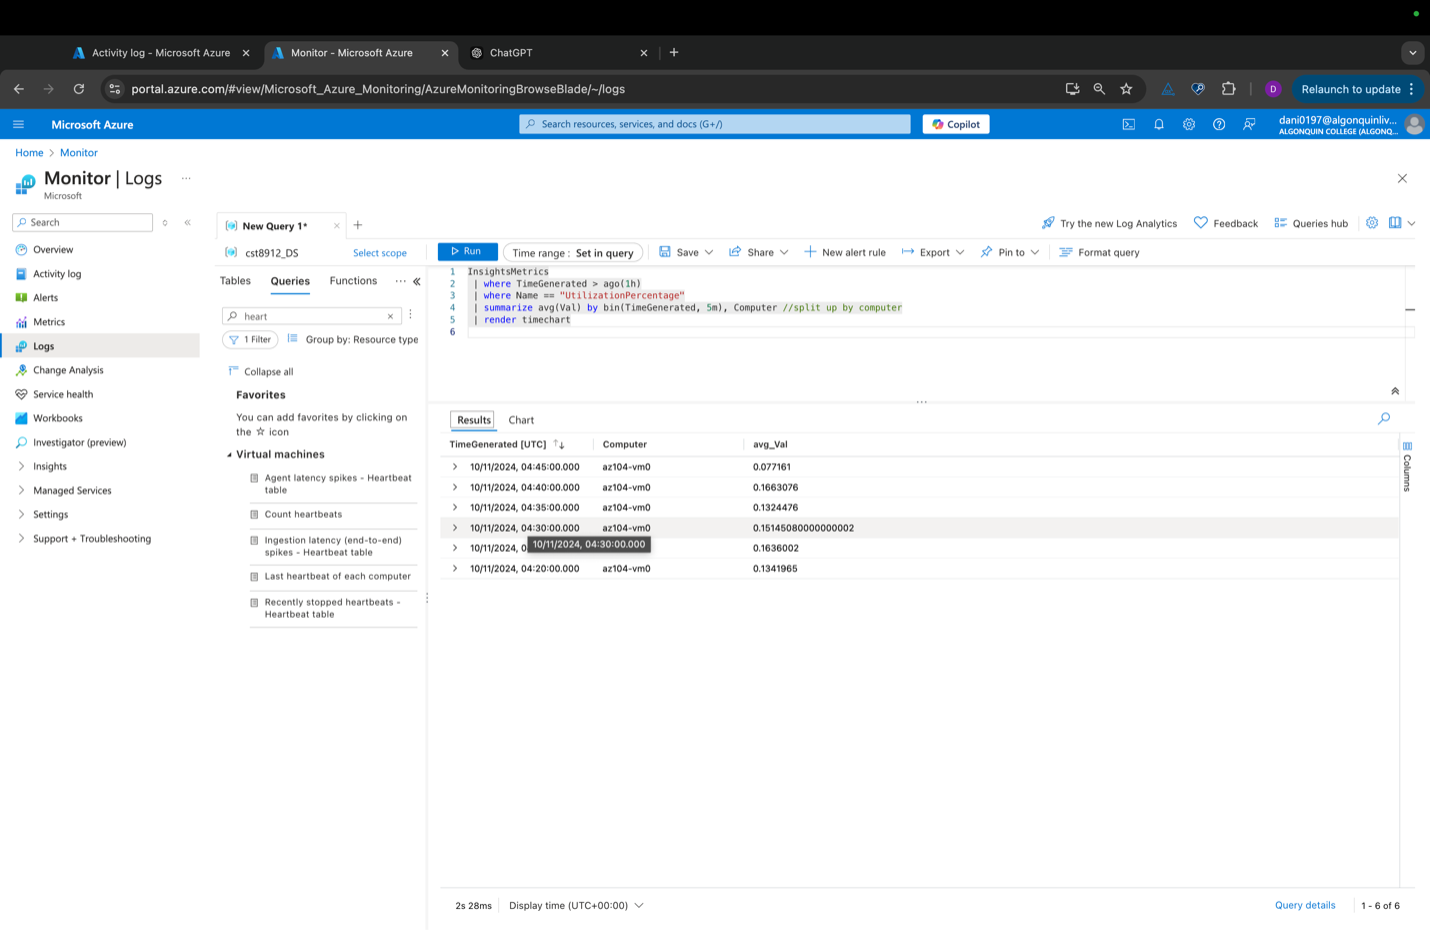 Activity log - Microsoft Azure
Monitor - Microsoft Azure
ChatGPT
portal.azure.com/#view/Microsoft_Azure_Monitoring/AzureMonitoringBrowseBlade/~/logs
D
Relaunch to update
Microsoft Azure
Search resources, services, and docs (G+/)
Copilot
dani0197@algonquinliv...
ALGONQUIN COLLEGE (ALGONQ...
Home > Monitor
Monitor | Logs ...
Microsoft
Search
Overview
Activity log
Alerts
Metrics
Logs
Change Analysis
Service health
Workbooks
Investigator (preview)
Insights
Managed Services
Settings
Support + Troubleshooting
New Query 1*
Try the new Log Analytics
Feedback
Queries hub
cst8912_DS
Select scope
Run
Time range : Set in query
Save
Share
New alert rule
Export
Pin to
Format query
Tables
Queries
Functions
...
heart
1 Filter
Group by: Resource type
Collapse all
Favorites
You can add favorites by clicking on
the ☆ icon
Virtual machines
Agent latency spikes - Heartbeat
table
Count heartbeats
Ingestion latency (end-to-end)
spikes - Heartbeat table
Last heartbeat of each computer
Recently stopped heartbeats -
Heartbeat table
1 InsightsMetrics
2 | where TimeGenerated > ago(1h)
3 | where Name == "UtilizationPercentage"
4 | summarize avg(Val) by bin(TimeGenerated, 5m), Computer //split up by computer
5 | render timechart
6
Results
Chart
TimeGenerated [UTC] Computer avg_Val
10/11/2024, 04:45:00.000 az104-vm0 0.077161
10/11/2024, 04:40:00.000 az104-vm0 0.1663076
10/11/2024, 04:35:00.000 az104-vm0 0.1324476
10/11/2024, 04:30:00.000 az104-vm0 0.15145080000000002
10/11/2024, 0 az104-vm0 0.1636002
10/11/2024, 04:30:00.000
10/11/2024, 04:20:00.000 az104-vm0 0.1341965
Columns
2s 28ms
Display time (UTC+00:00)
Query details
1 - 6 of 6